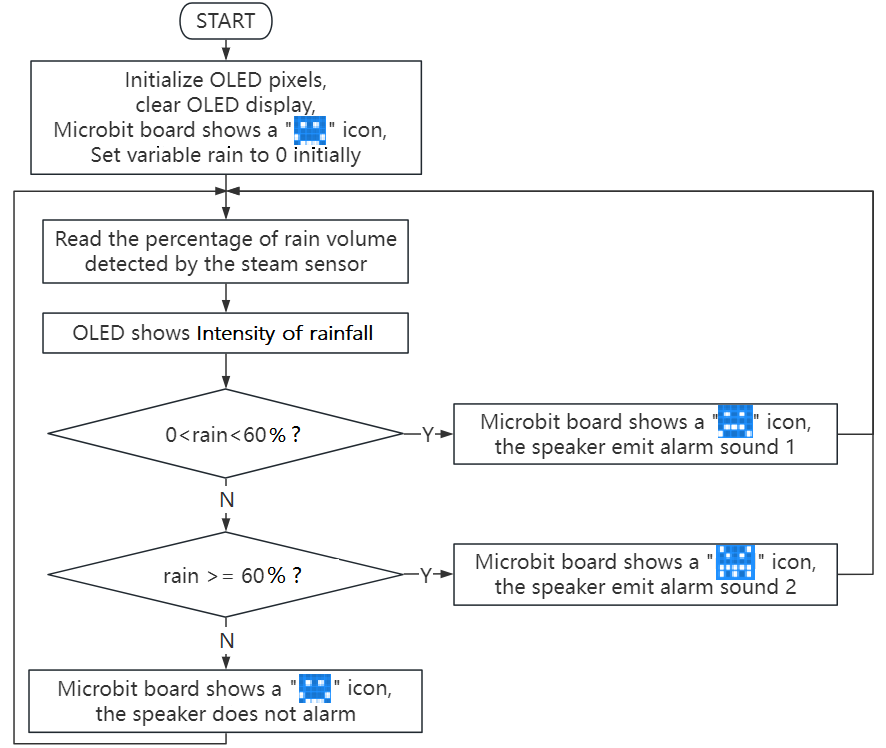 START
Initialize OLED pixels,
clear OLED display,
Microbit board shows a " " icon,
Set variable rain to 0 initially
Read the percentage of rain volume
detected by the steam sensor
OLED shows Intensity of rainfall
0<rain<60% ?
Y
Microbit board shows a " " icon,
the speaker emit alarm sound 1
N
rain >= 60% ?
Y
Microbit board shows a " " icon,
the speaker emit alarm sound 2
N
Microbit board shows a " " icon,
the speaker does not alarm